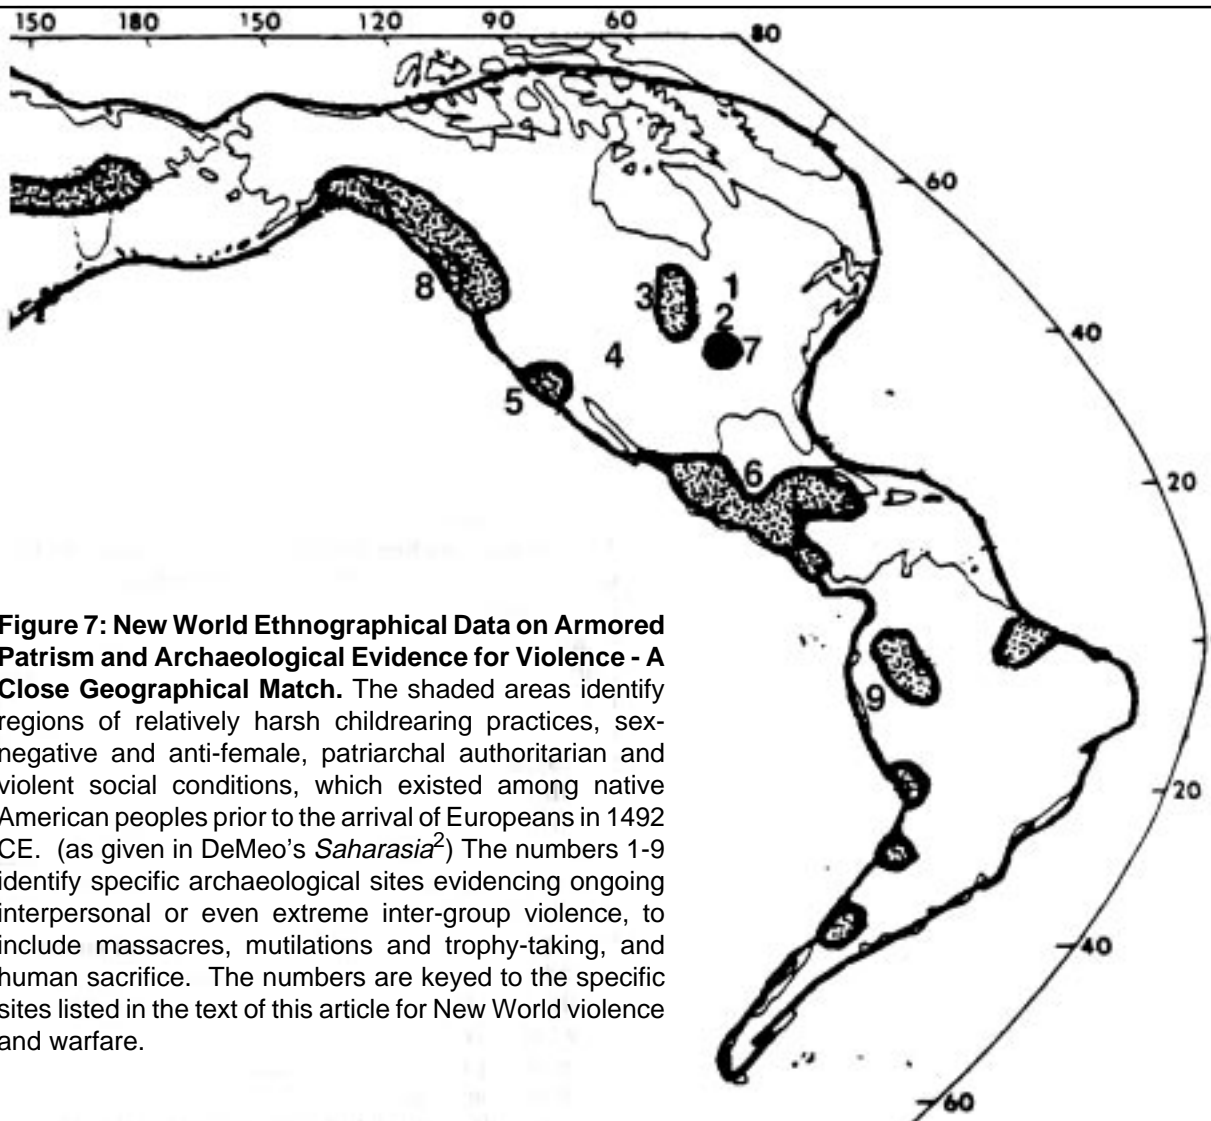 150 180 150 120 90 60 80
60
8 3 1
2
40
4 7
5
6
20
Figure 7: New World Ethnographical Data on Armored
Patrism and Archaeological Evidence for Violence - A
Close Geographical Match. The shaded areas identify
regions of relatively harsh childrearing practices, sex-
negative and anti-female, patriarchal authoritarian and
violent social conditions, which existed among native
American peoples prior to the arrival of Europeans in 1492
CE. (as given in DeMeo's Saharasia2) The numbers 1-9
identify specific archaeological sites evidencing ongoing
interpersonal or even extreme inter-group violence, to
include massacres, mutilations and trophy-taking, and
human sacrifice. The numbers are keyed to the specific
sites listed in the text of this article for New World violence
and warfare.
9
20
40
60